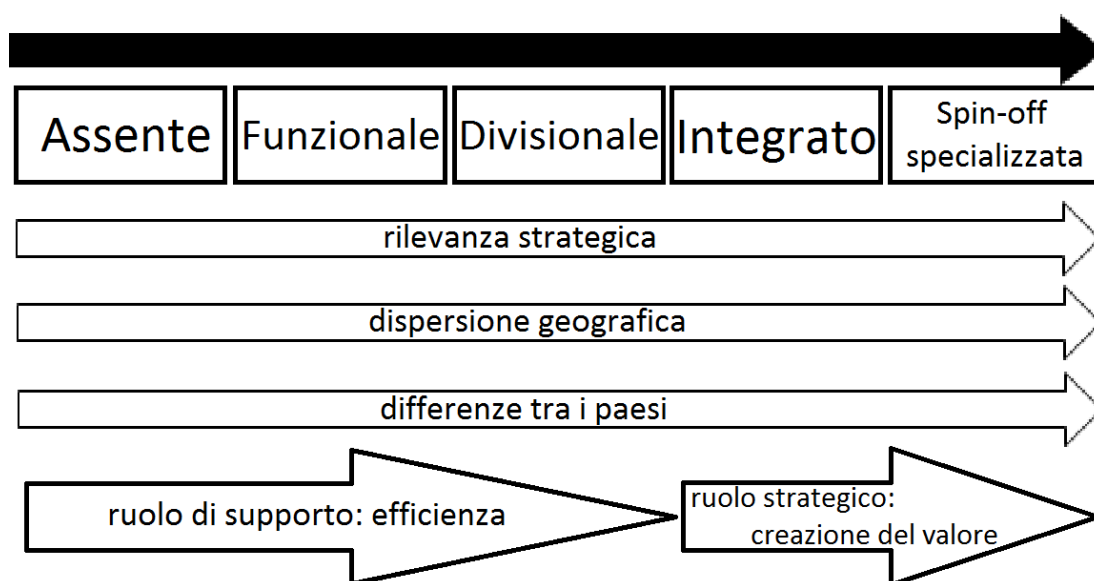 Assente
Funzionale
Divisionale
Integrato
Spin-off
specializzata
rilevanza strategica
dispersione geografica
differenze tra i paesi
ruolo di supporto: efficienza
ruolo strategico:
creazione del valore